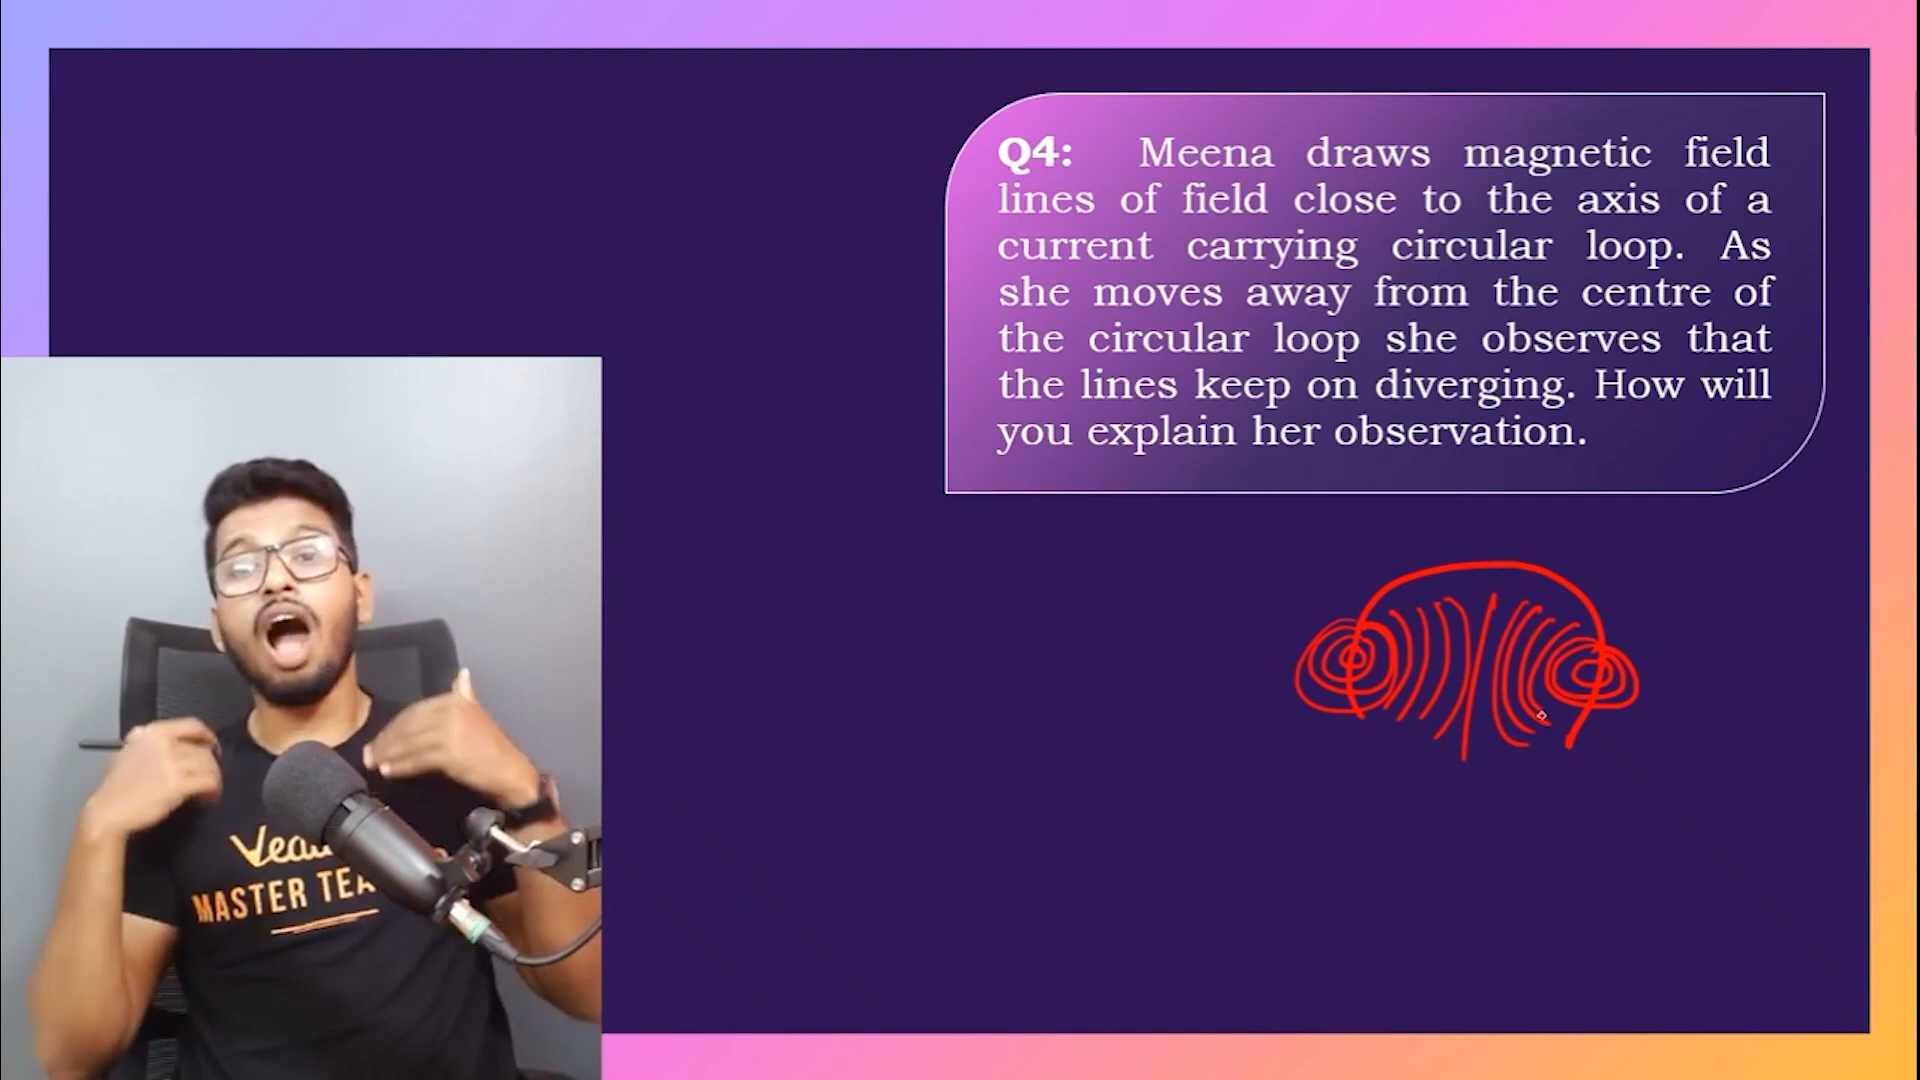 Q4: Meena draws magnetic field
lines of field close to the axis of a
current carrying circular loop. As
she moves away from the centre of
the circular loop she observes that
the lines keep on diverging. How will
you explain her observation.
MASTER